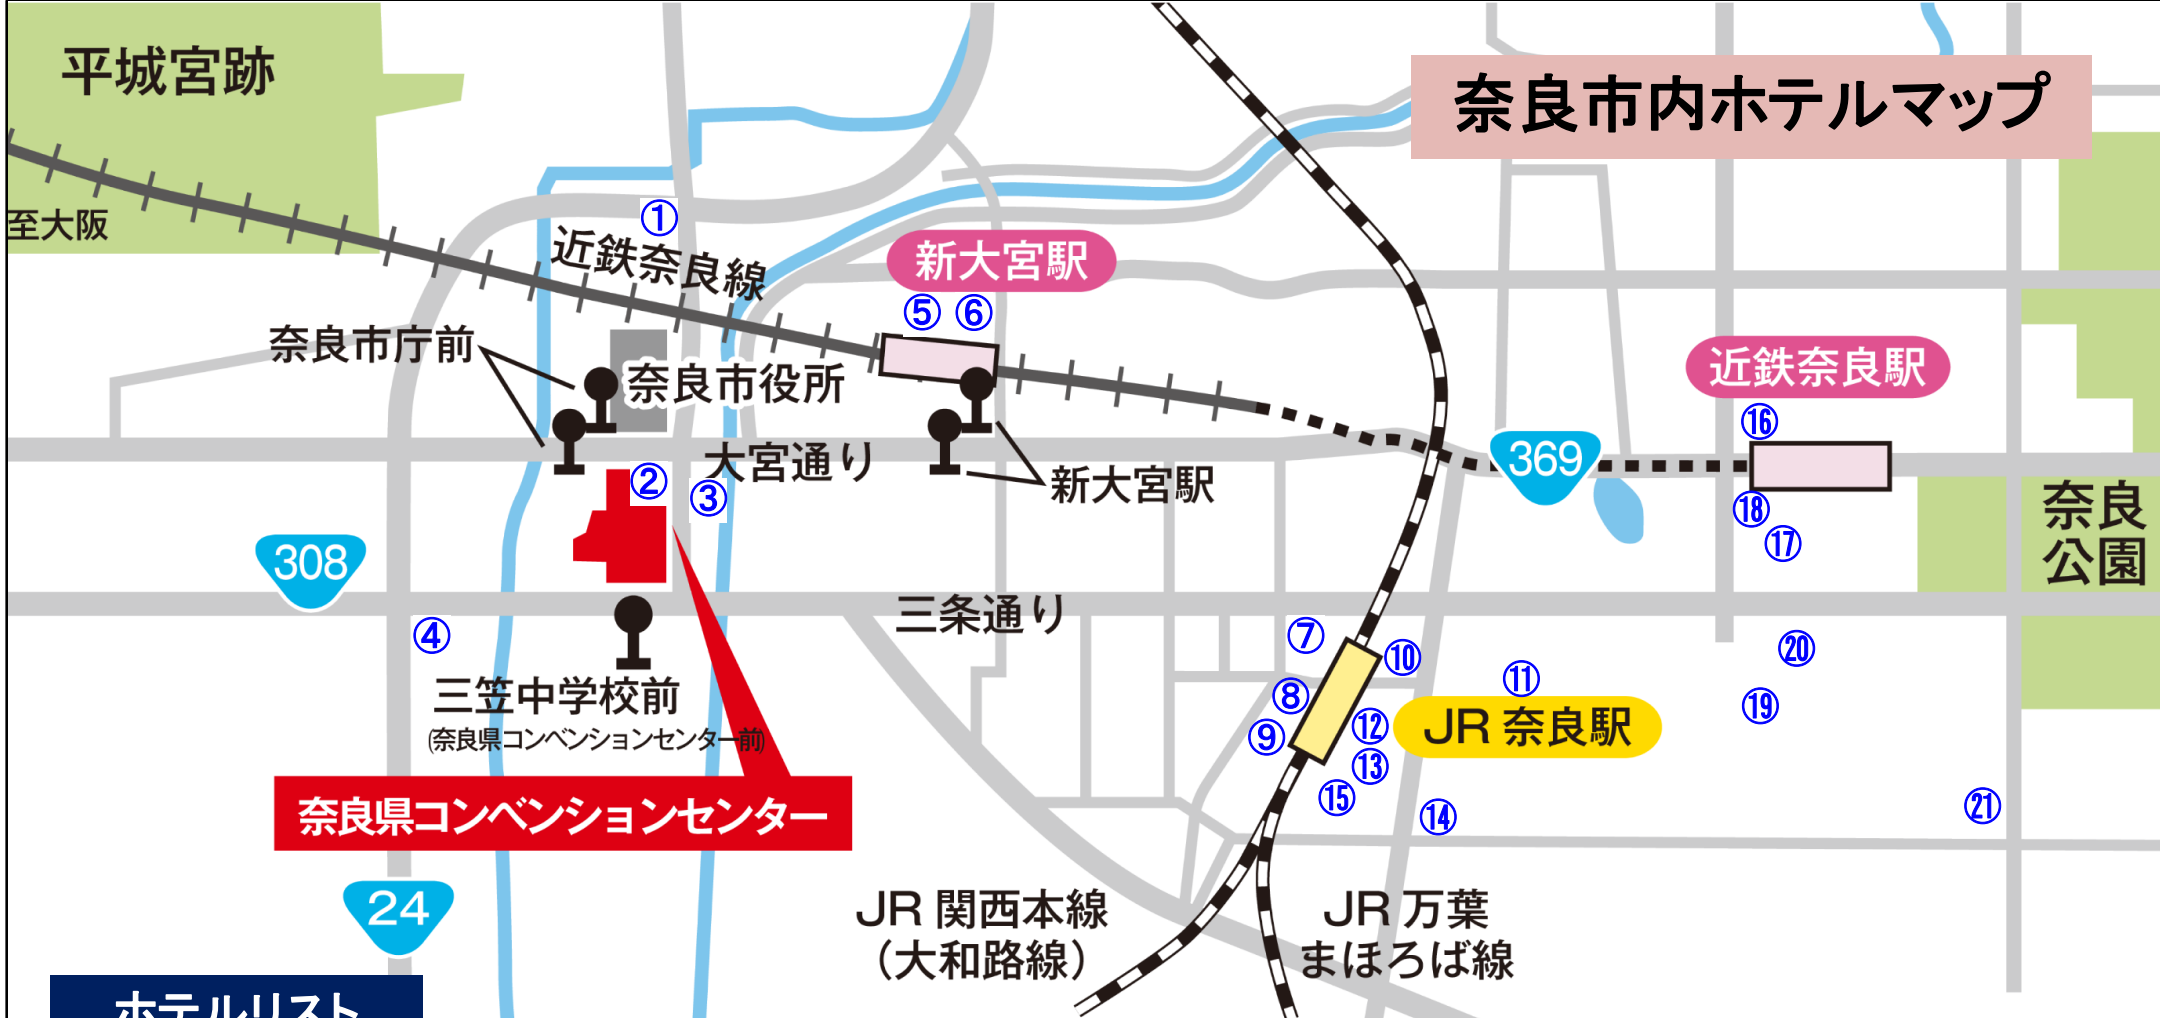 平城宮跡
奈良市内ホテルマップ
至大阪
①
近鉄奈良線
新大宮駅
⑤ ⑥
奈良市庁前
奈良市役所
近鉄奈良駅
⑯
大宮通り
369
②
③
新大宮駅
⑱
⑰
奈良
公園
308
三条通り
④
⑦
⑩
⑳
三笠中学校前
(奈良県コンベンションセンター前)
⑧
⑪
⑲
⑨
⑫
JR 奈良駅
⑬
⑮
⑭
㉑
奈良県コンベンションセンター
24
JR 関西本線
(大和路線)
JR 万葉
まほろば線
ホテルリスト